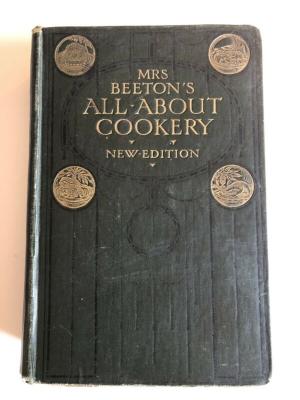 MRS
BEETON'S
ALL·ABOUT
COOKERY
NEW·EDITION